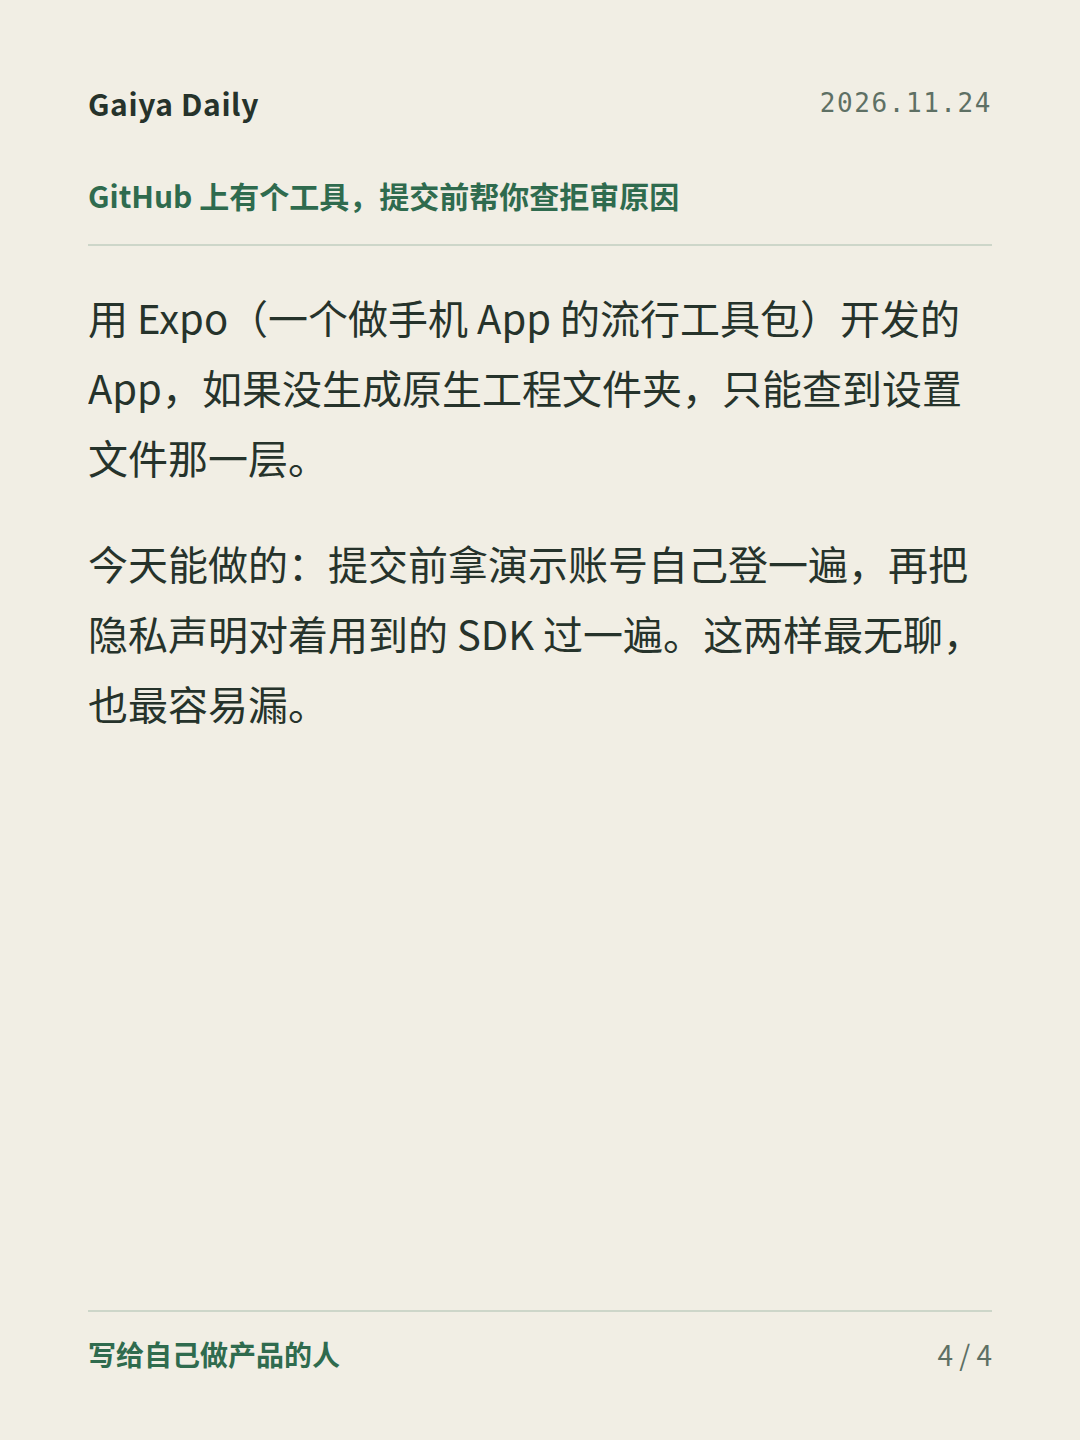 Gaiya Daily
2026.11.24
GitHub 上有个工具，提交前帮你查拒审原因
用 Expo（一个做手机 App 的流行工具包）开发的
App，如果没生成原生工程文件夹，只能查到设置
文件那一层。
今天能做的：提交前拿演示账号自己登一遍，再把
隐私声明对着用到的 SDK 过一遍。这两样最无聊，
也最容易漏。
写给自己做产品的人
4 / 4